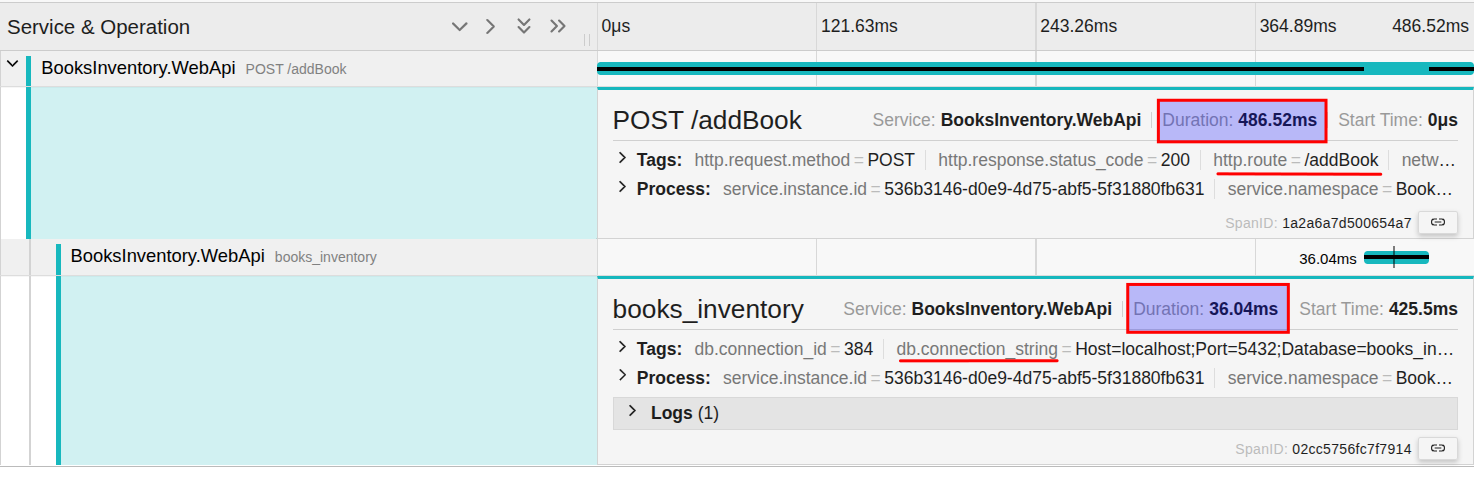 Service & Operation 0μs 121.63ms 243.26ms 364.89ms 486.52ms
BooksInventory.WebApi POST /addBook
POST /addBook Service: BooksInventory.WebApi Duration: 486.52ms Start Time: 0μs
Tags: http.request.method = POST http.response.status_code = 200 http.route = /addBook netw…
Process: service.instance.id = 536b3146-d0e9-4d75-abf5-5f31880fb631 service.namespace = Book…
SpanID: 1a2a6a7d500654a7
BooksInventory.WebApi books_inventory 36.04ms
books_inventory Service: BooksInventory.WebApi Duration: 36.04ms Start Time: 425.5ms
Tags: db.connection_id = 384 db.connection_string = Host=localhost;Port=5432;Database=books_in…
Process: service.instance.id = 536b3146-d0e9-4d75-abf5-5f31880fb631 service.namespace = Book…
Logs (1)
SpanID: 02cc5756fc7f7914